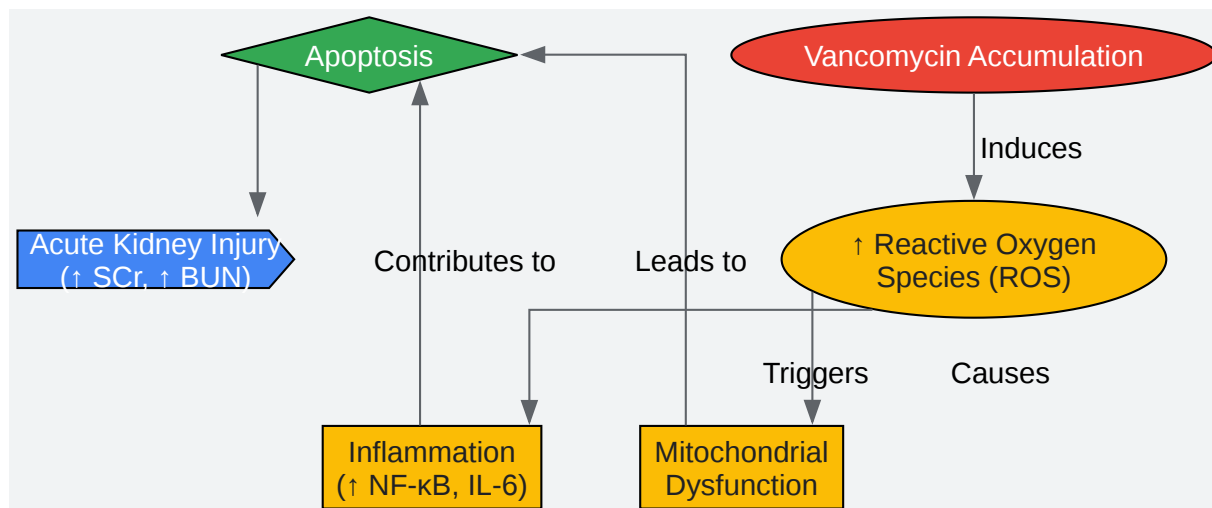 Apoptosis
Vancomycin Accumulation
Induces
Acute Kidney Injury
(↑ SCr, ↑ BUN)
Contributes to
Leads to
↑ Reactive Oxygen
Species (ROS)
Triggers
Causes
Inflammation
(↑ NF-κB, IL-6)
Mitochondrial
Dysfunction